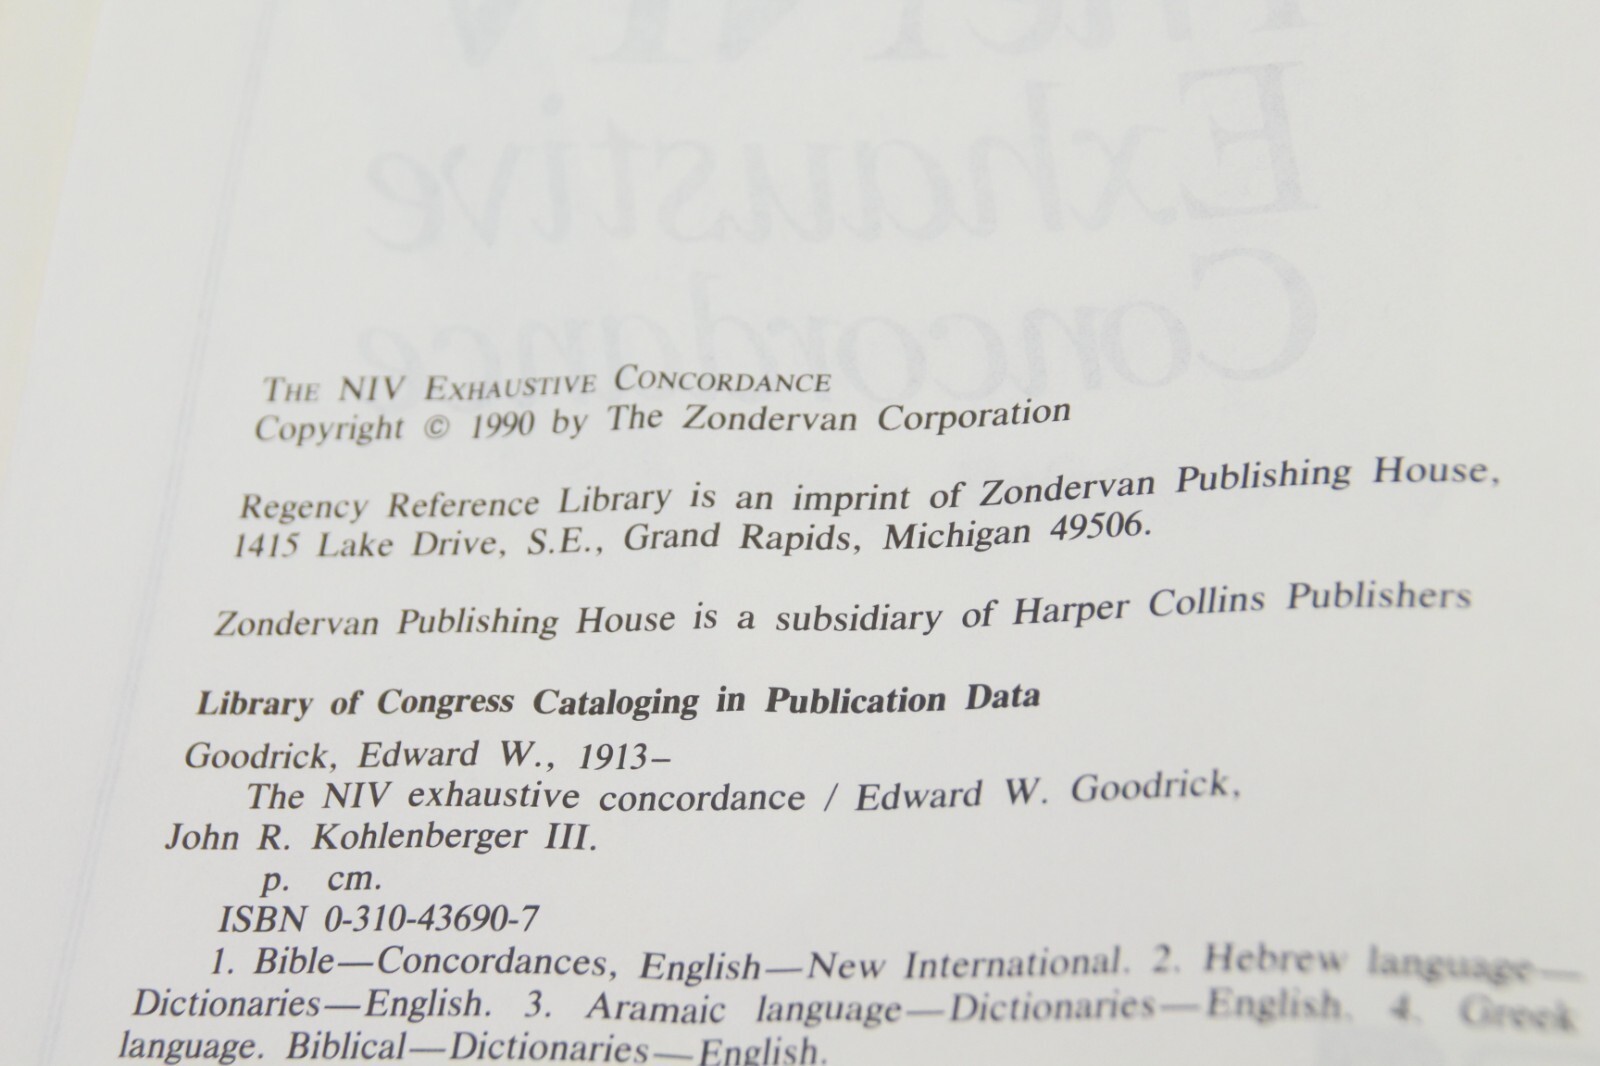 The NIV
Exhaustive
Concordance
THE NIV EXHAUSTIVE CONCORDANCE
Copyright © 1990 by The Zondervan Corporation
Regency Reference Library is an imprint of Zondervan Publishing House,
1415 Lake Drive, S.E., Grand Rapids, Michigan 49506.
Zondervan Publishing House is a subsidiary of Harper Collins Publishers
Library of Congress Cataloging in Publication Data
Goodrick, Edward W., 1913–
The NIV exhaustive concordance / Edward W. Goodrick,
John R. Kohlenberger III.
p. cm.
ISBN 0-310-43690-7
1. Bible—Concordances, English—New International. 2. Hebrew language—
Dictionaries—English. 3. Aramaic language—Dictionaries—English. 4. Greek
language. Biblical—Dictionaries—English.